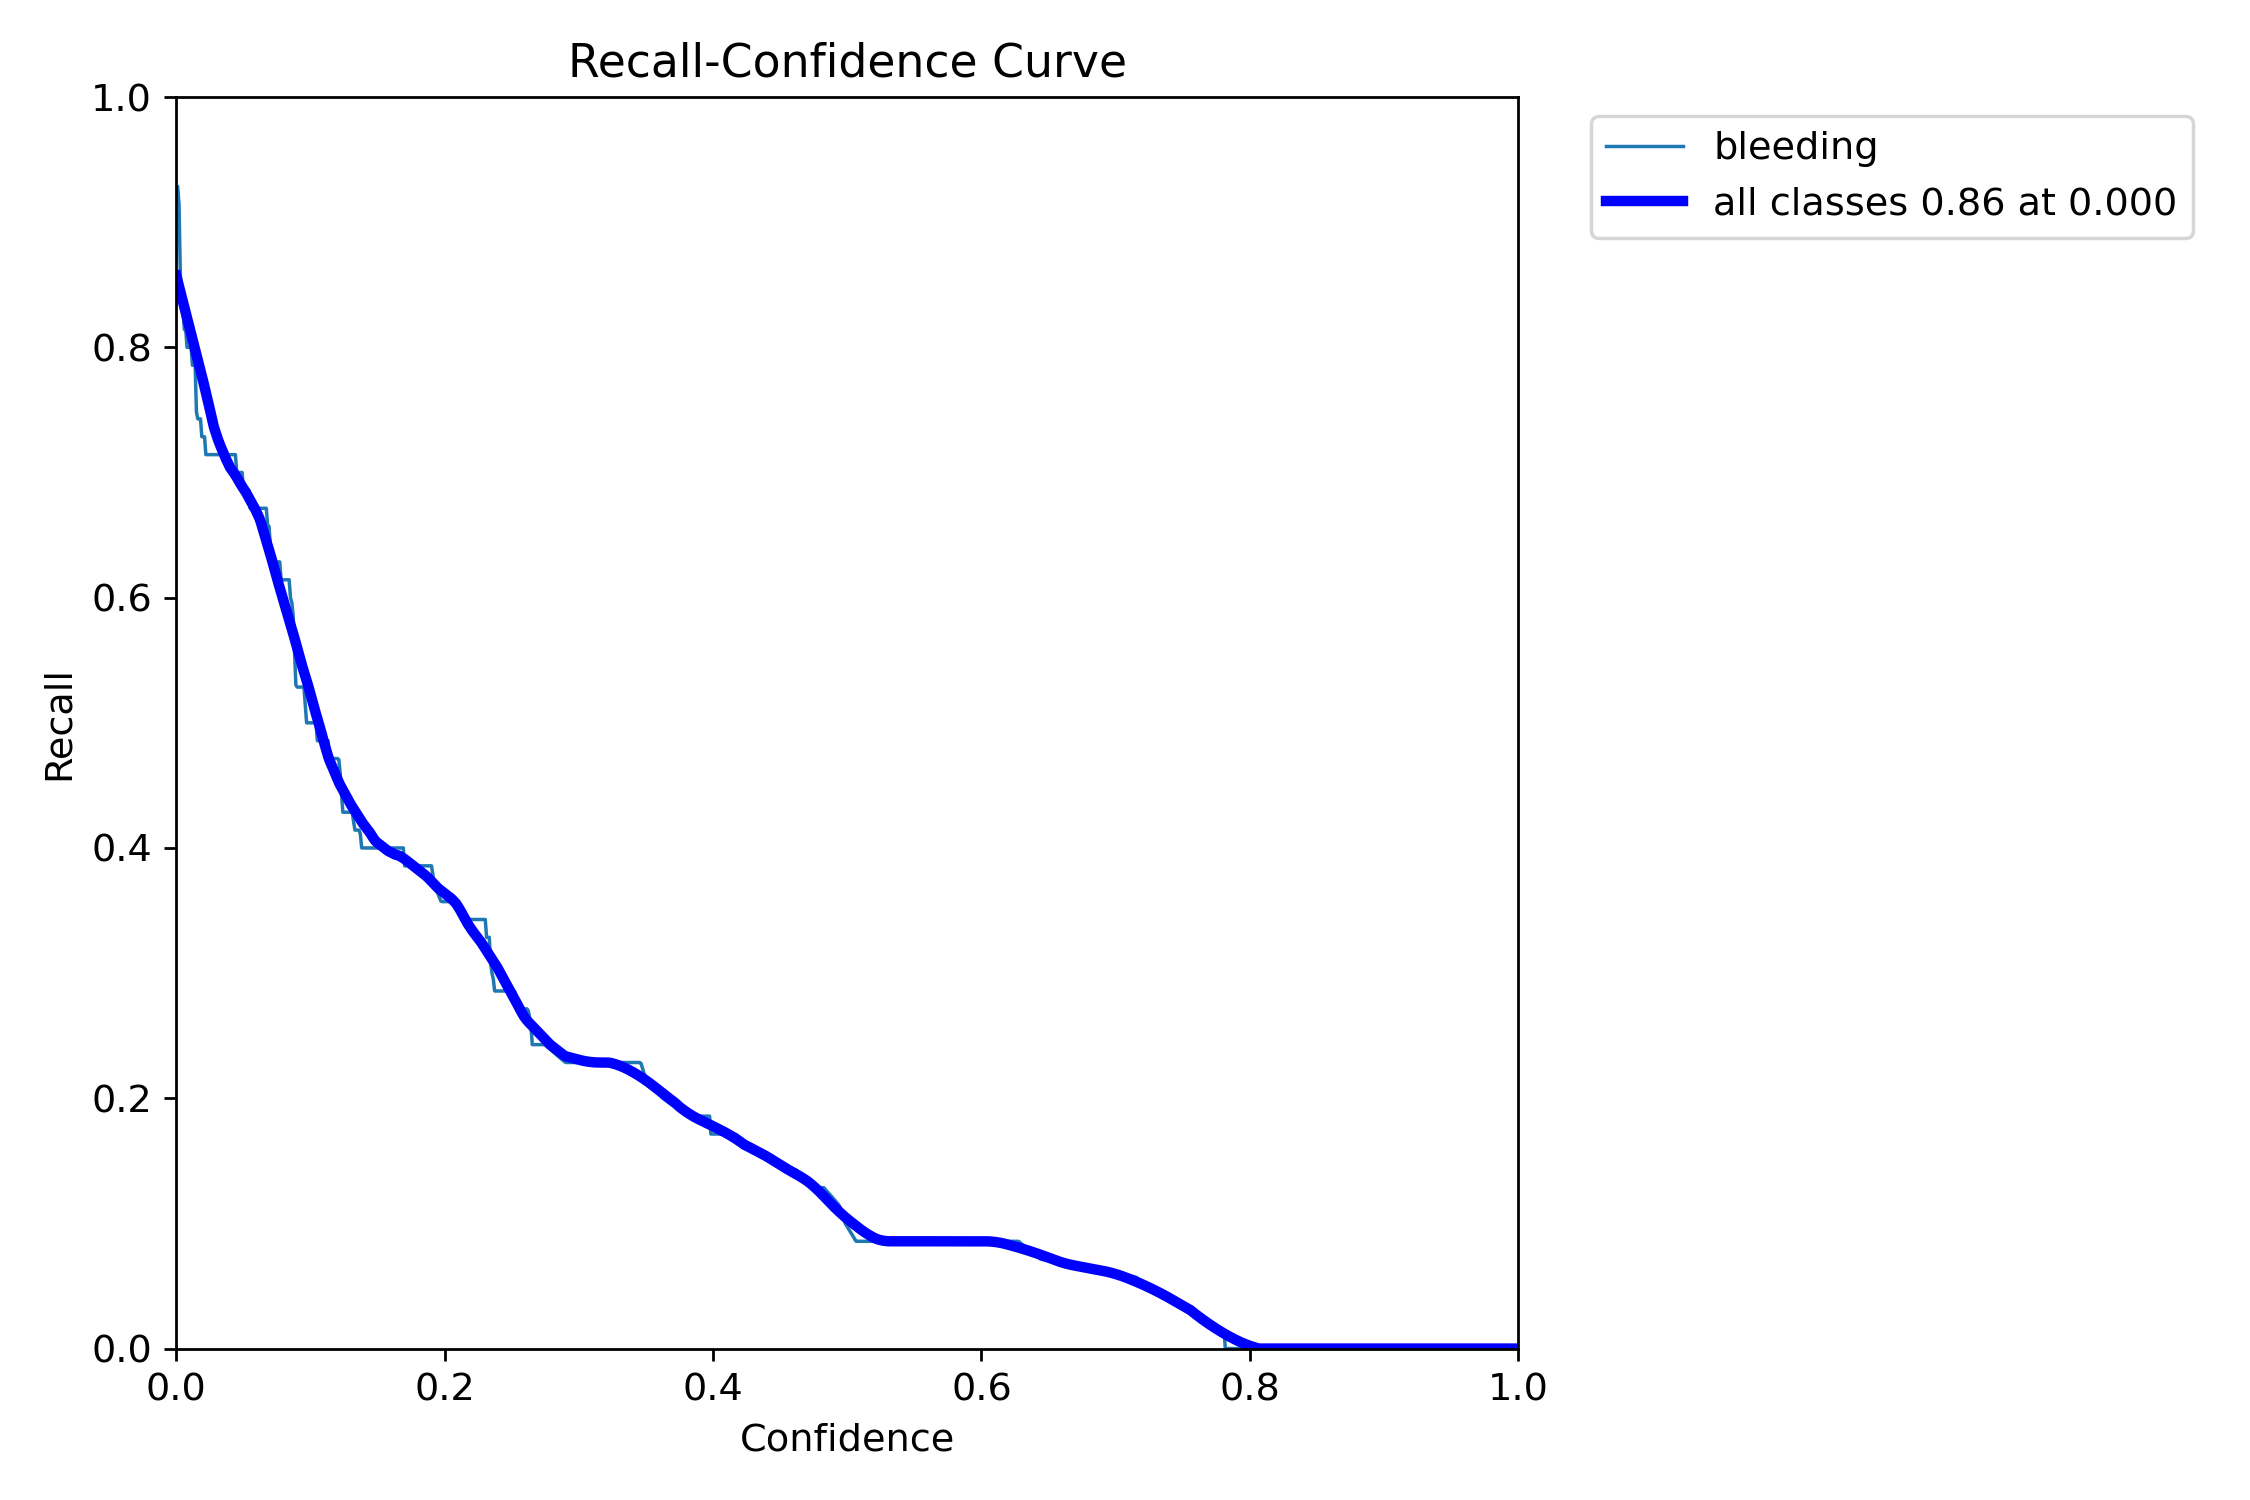 Recall-Confidence Curve
1.0
0.8
0.6
0.4
0.2
0.0
Recall
0.0 0.2 0.4 0.6 0.8 1.0
Confidence
bleeding
all classes 0.86 at 0.000